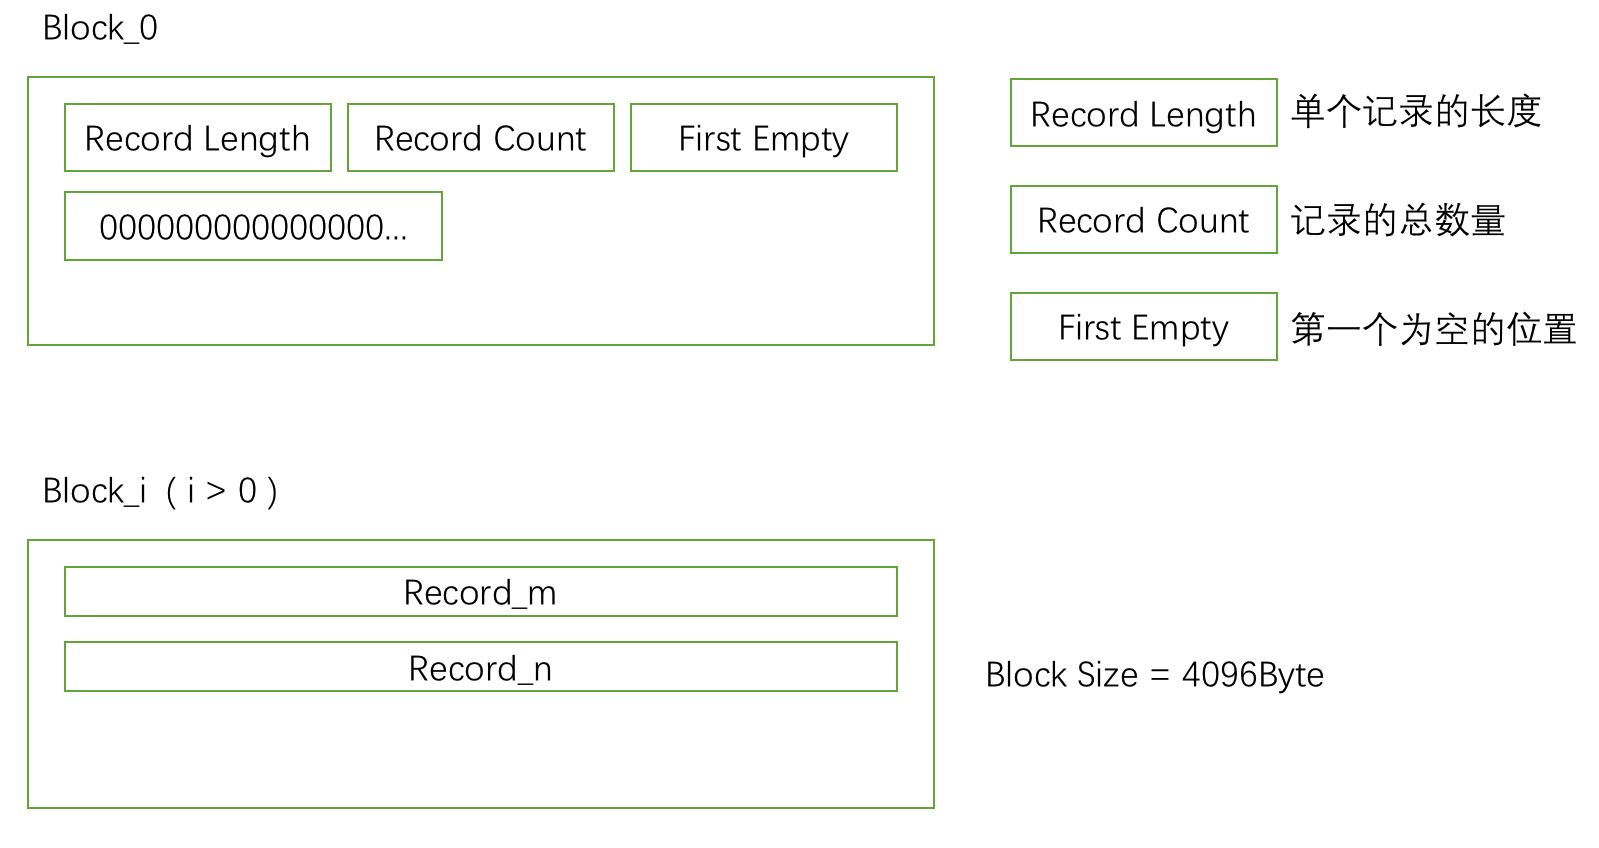 Block_0
Record Length
Record Count
First Empty
000000000000000...
Record Length 单个记录的长度
Record Count 记录的总数量
First Empty 第一个为空的位置
Block_i ( i > 0 )
Record_m
Record_n
Block Size = 4096Byte